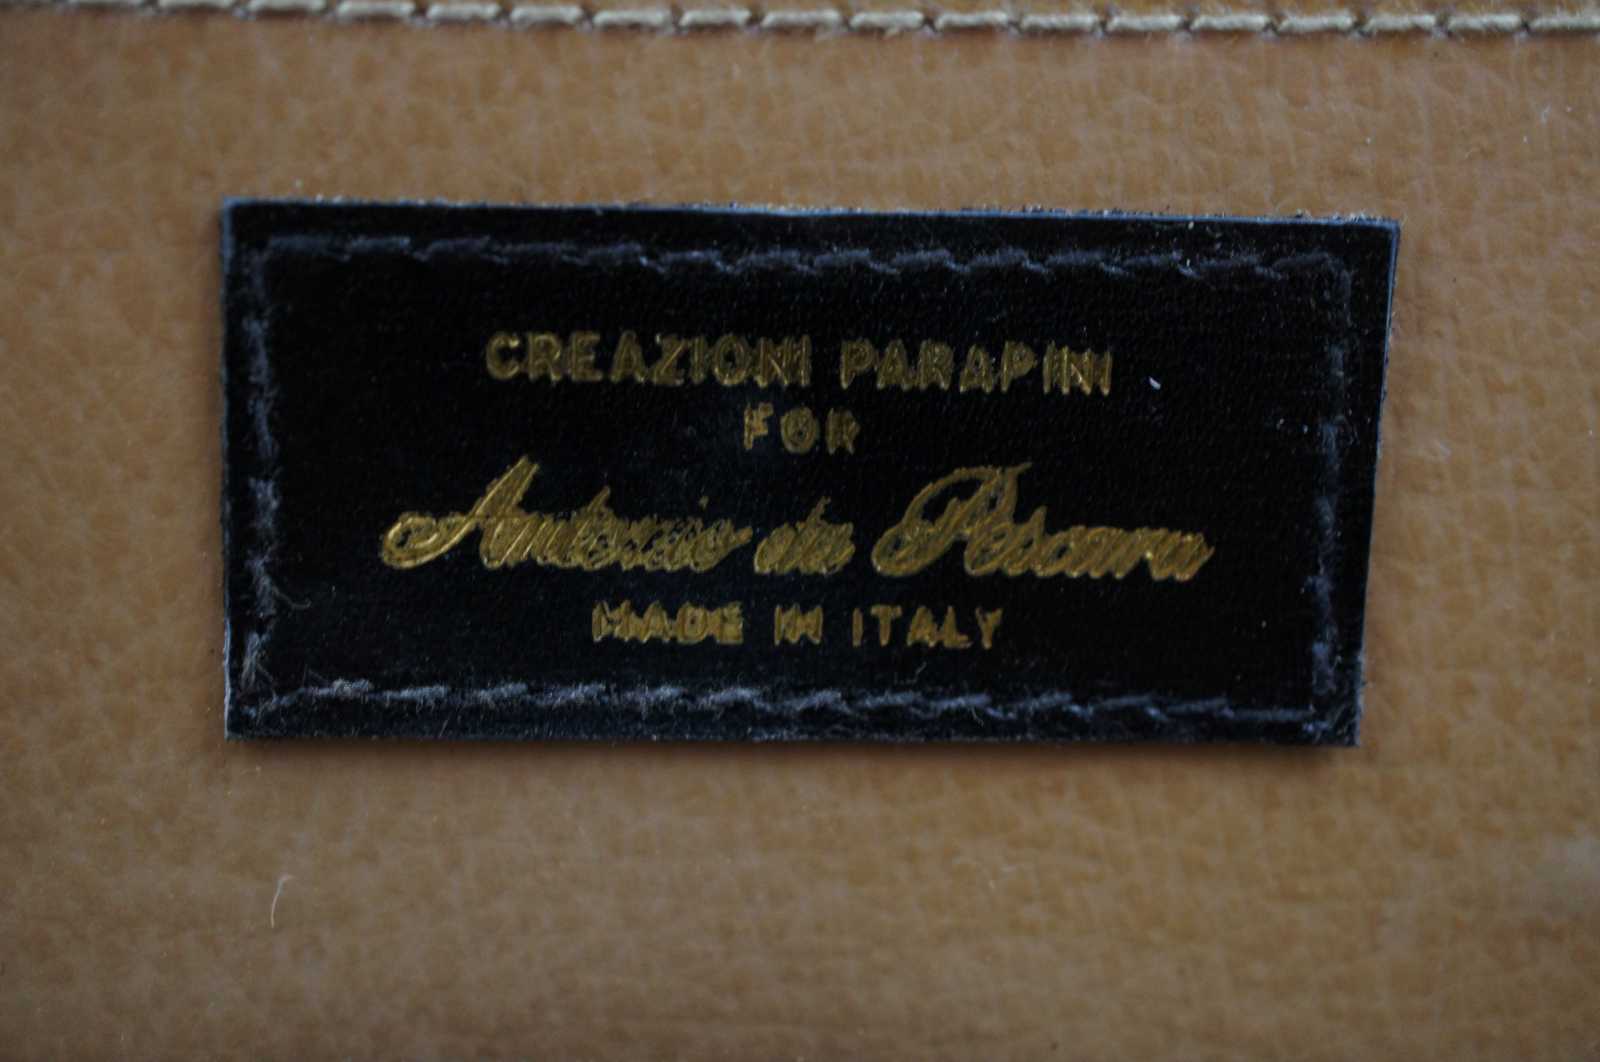 CREAZIONI PARAPINI
FOR
Antonio da Pescara
MADE IN ITALY